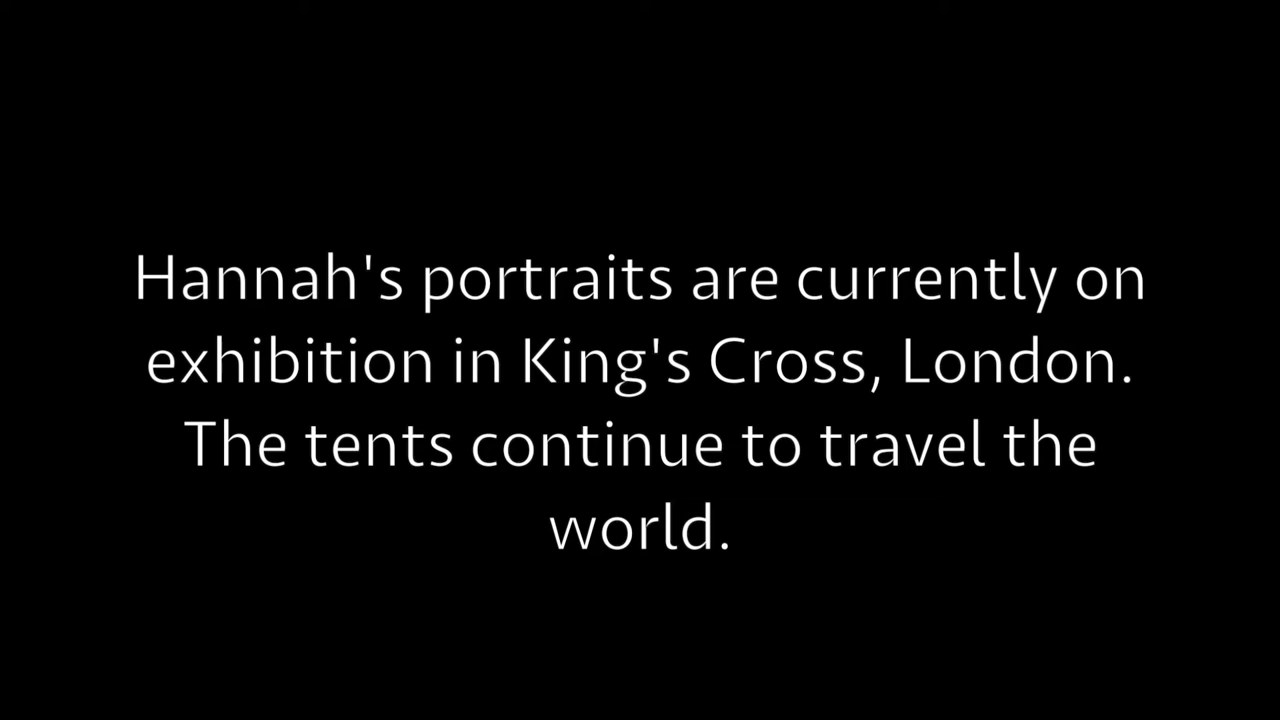 Hannah's portraits are currently on
exhibition in King's Cross, London.
The tents continue to travel the
world.